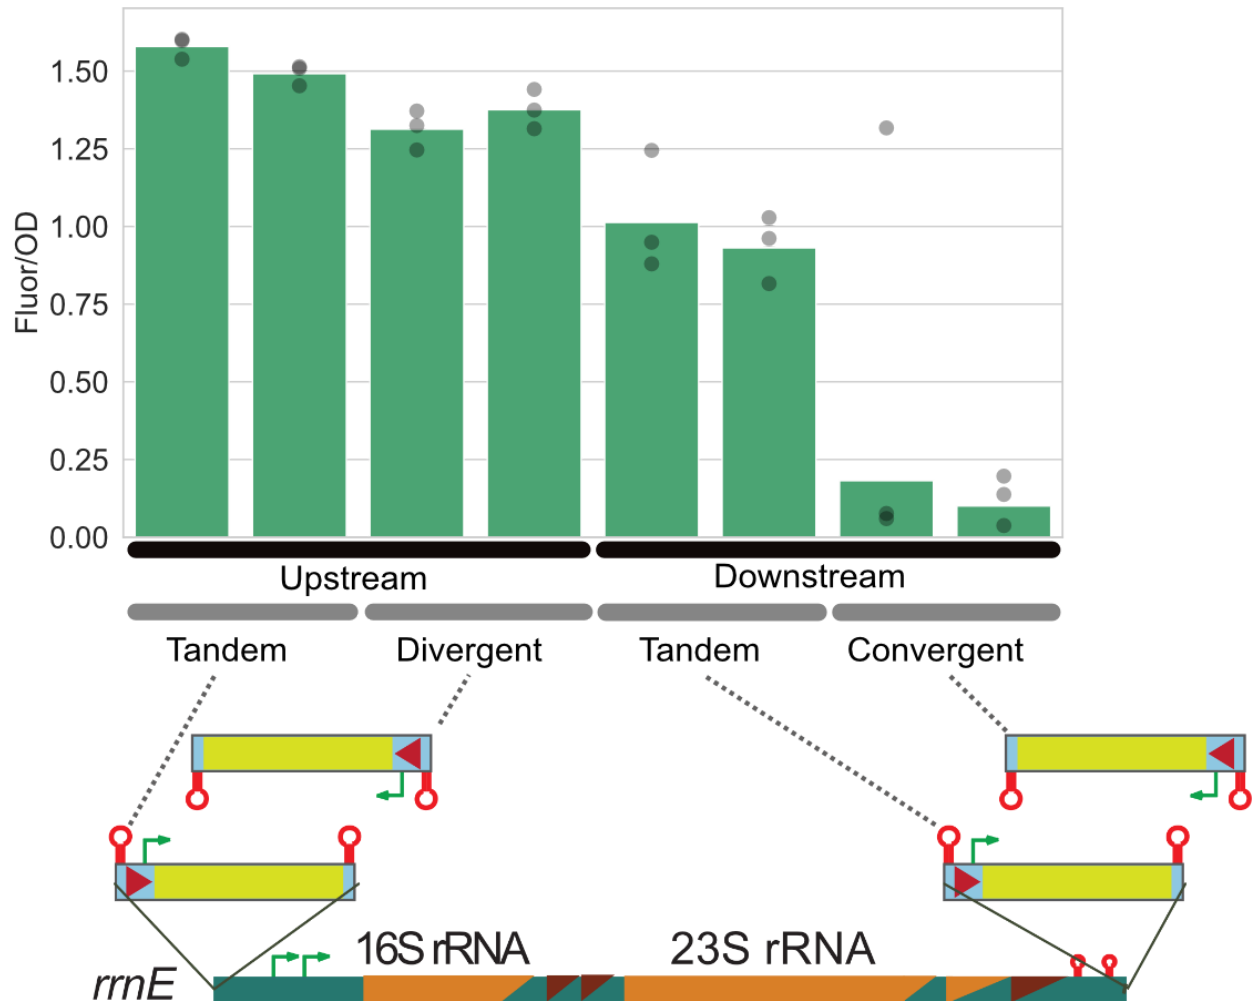 Fluor/OD
1.50
1.25
1.00
0.75
0.50
0.25
0.00
Upstream Downstream
Tandem Divergent Tandem Convergent
16S rRNA 23S rRNA
rrnE